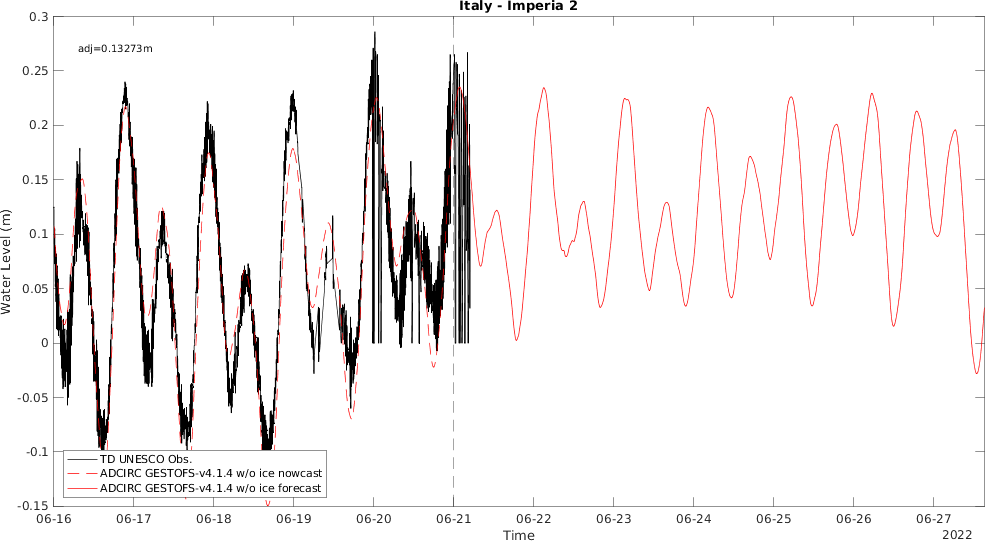 Italy - Imperia 2
adj=0.13273m
0.3
0.25
0.2
0.15
0.1
0.05
0
-0.05
-0.1
-0.15
Water Level (m)
TD UNESCO Obs.
ADCIRC GESTOFS-v4.1.4 w/o ice nowcast
ADCIRC GESTOFS-v4.1.4 w/o ice forecast
06-16 06-17 06-18 06-19 06-20 06-21 06-22 06-23 06-24 06-25 06-26 06-27
Time
2022